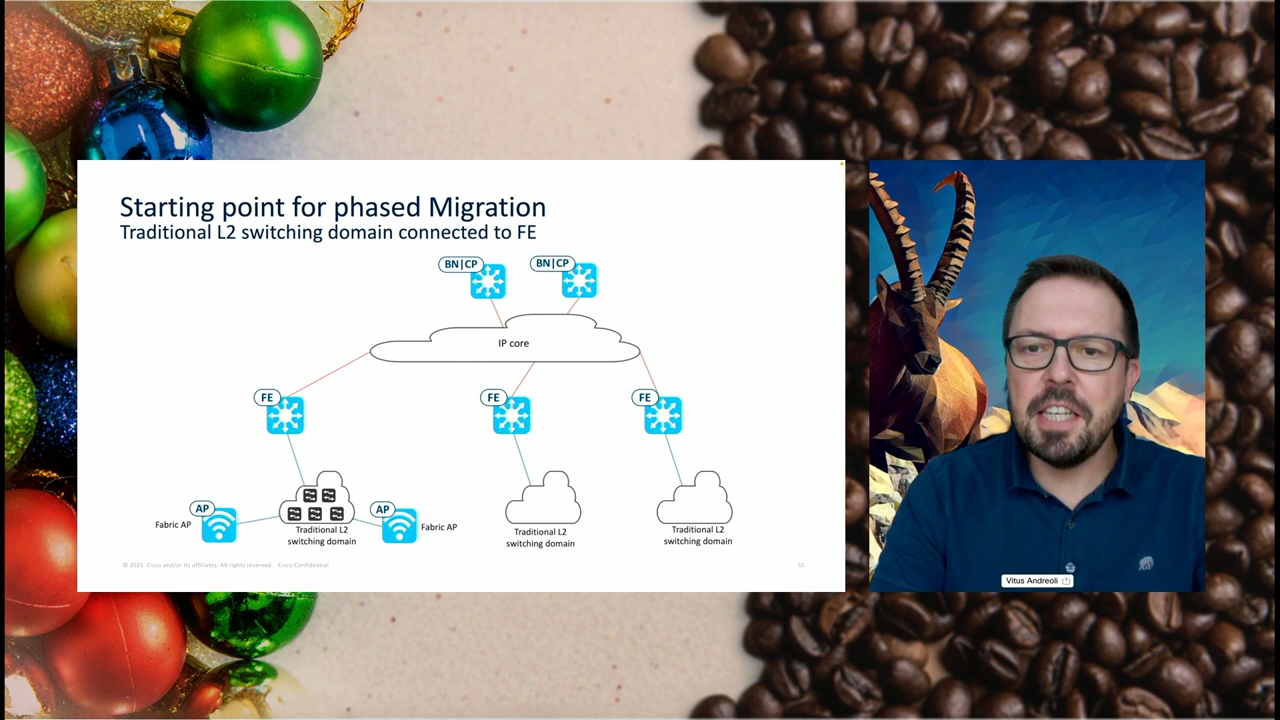 Starting point for phased Migration
Traditional L2 switching domain connected to FE
BN|CP
BN|CP
IP core
FE
FE
FE
AP
AP
Fabric AP
Fabric AP
Traditional L2
switching domain
Traditional L2
switching domain
Traditional L2
switching domain
© 2021 Cisco and/or its affiliates. All rights reserved. Cisco Confidential
55
Vitus Andreoli